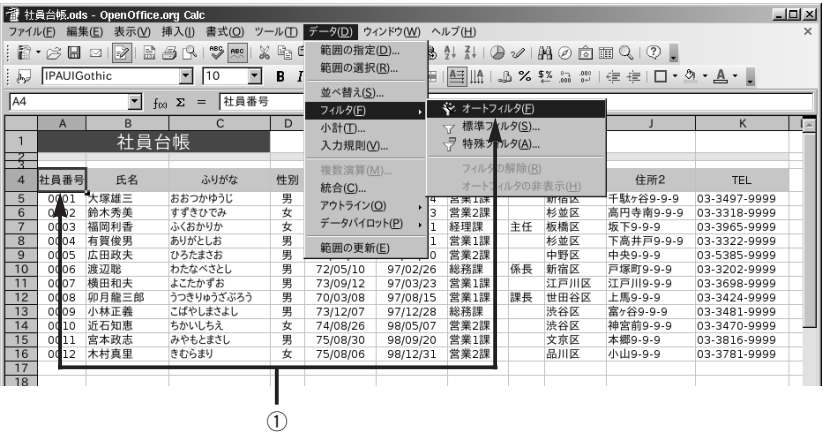 社員台帳.ods - OpenOffice.org Calc
ファイル(F) 編集(E) 表示(V) 挿入(I) 書式(O) ツール(T) データ(D) ウィンドウ(W) ヘルプ(H)
IPAUIGothic 10 B I
A4 f(x) Σ = 社員番号
範囲の指定(D)...
範囲の選択(R)...
並べ替え(S)...
フィルタ(F)
小計(T)...
入力規則(V)...
複数演算(M)...
統合(C)...
アウトライン(O)
データパイロット(P)
範囲の更新(E)
オートフィルタ(F)
標準フィルタ(S)...
特殊フィルタ(A)...
フィルタの解除(R)
オートフィルタの非表示(H)
A B C D J K
1 社員台帳
2
3
4 社員番号 氏名 ふりがな 性別 住所2 TEL
5 0001 大塚雄三 おおつかゆうじ 男 4 営業1課 新宿区 千駄ヶ谷9-9-9 03-3497-9999
6 0002 鈴木秀美 すずきひでみ 女 3 営業2課 杉並区 高円寺南9-9-9 03-3318-9999
7 0003 福岡利香 ふくおかりか 女 1 経理課 主任 板橋区 坂下9-9-9 03-3965-9999
8 0004 有賀俊男 ありがとしお 男 1 営業1課 杉並区 下高井戸9-9-9 03-3322-9999
9 0005 広田政夫 ひろたまさお 男 0 営業2課 中野区 中央9-9-9 03-5385-9999
10 0006 渡辺聡 わたなべさとし 男 72/05/10 97/02/26 総務課 係長 新宿区 戸塚町9-9-9 03-3202-9999
11 0007 横田和夫 よこたかずお 男 73/09/12 97/03/23 営業1課 江戸川区 江戸川9-9-9 03-3698-9999
12 0008 卯月龍三郎 うつきりゅうざぶろう 男 70/03/08 97/08/15 営業1課 課長 世田谷区 上馬9-9-9 03-3424-9999
13 0009 小林正義 こばやしまさよし 男 73/12/07 97/12/28 総務課 渋谷区 富ヶ谷9-9-9 03-3481-9999
14 0010 近石知恵 ちかいしちえ 女 74/08/26 98/05/07 営業2課 渋谷区 神宮前9-9-9 03-3470-9999
15 0011 宮本政志 みやもとまさし 男 75/08/30 98/09/20 営業1課 文京区 本郷9-9-9 03-3816-9999
16 0012 木村真里 きむらまり 女 75/08/06 98/12/31 営業2課 品川区 小山9-9-9 03-3781-9999
17
18
①